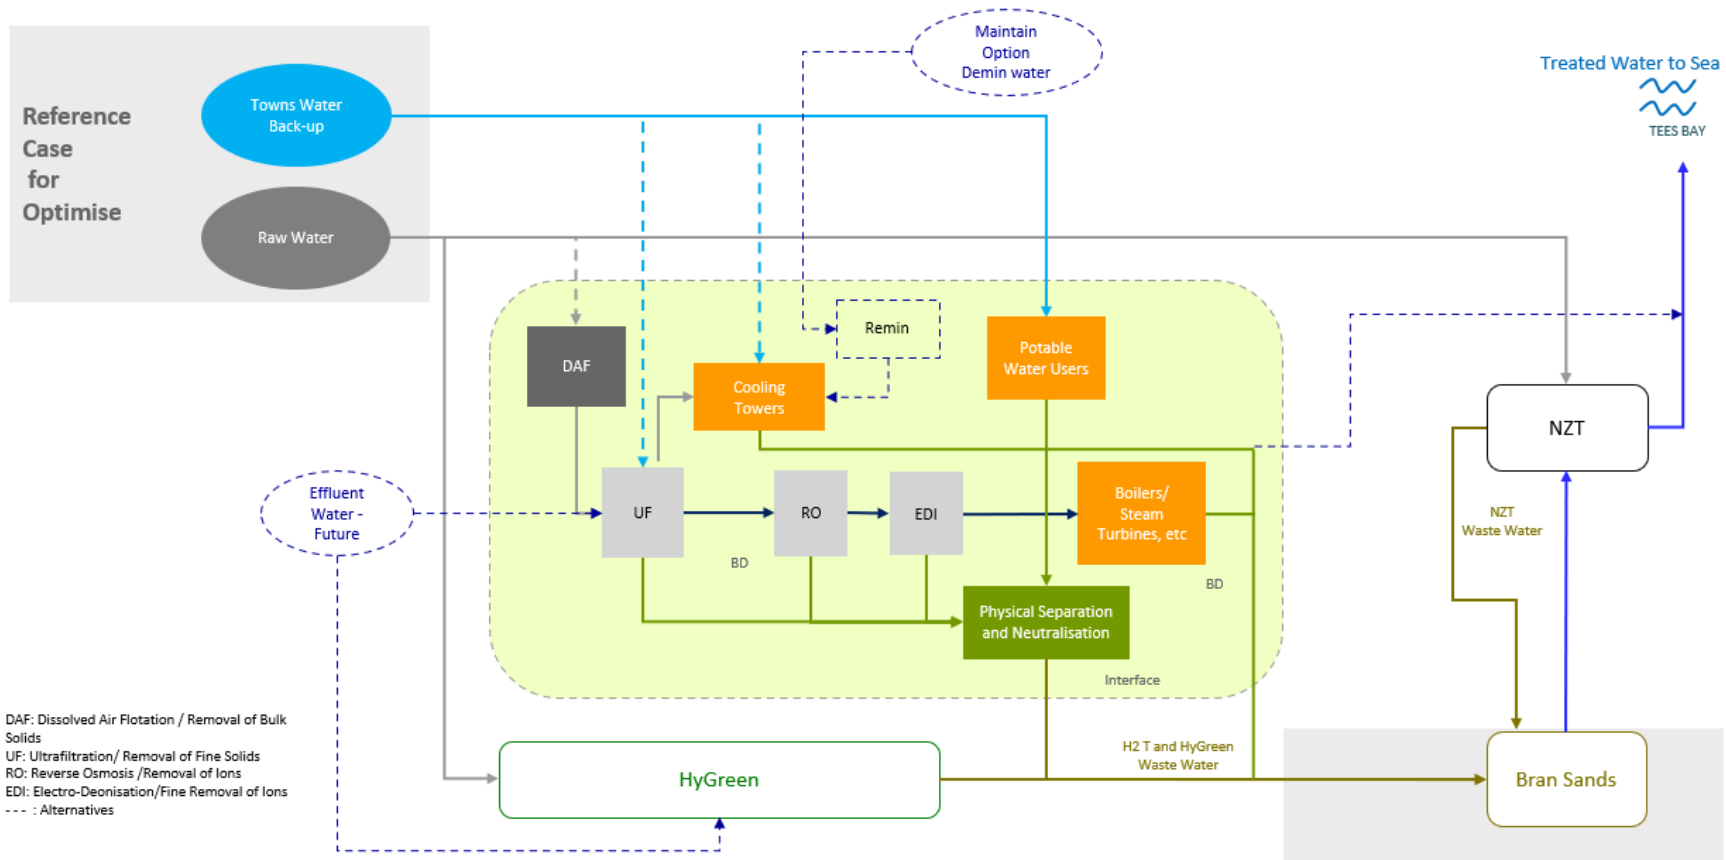 Reference
Case
for
Optimise
Towns Water
Back-up
Raw Water
Maintain
Option
Demin water
Treated Water to Sea
TEES BAY
DAF
Remin
Cooling
Towers
Potable
Water Users
NZT
Effluent
Water -
Future
UF
RO
EDI
Boilers/
Steam
Turbines, etc
NZT
Waste Water
BD
BD
Physical Separation
and Neutralisation
Interface
DAF: Dissolved Air Flotation / Removal of Bulk
Solids
UF: Ultrafiltration/ Removal of Fine Solids
RO: Reverse Osmosis /Removal of Ions
EDI: Electro-Deonisation/Fine Removal of Ions
- - - : Alternatives
HyGreen
H2 T and HyGreen
Waste Water
Bran Sands